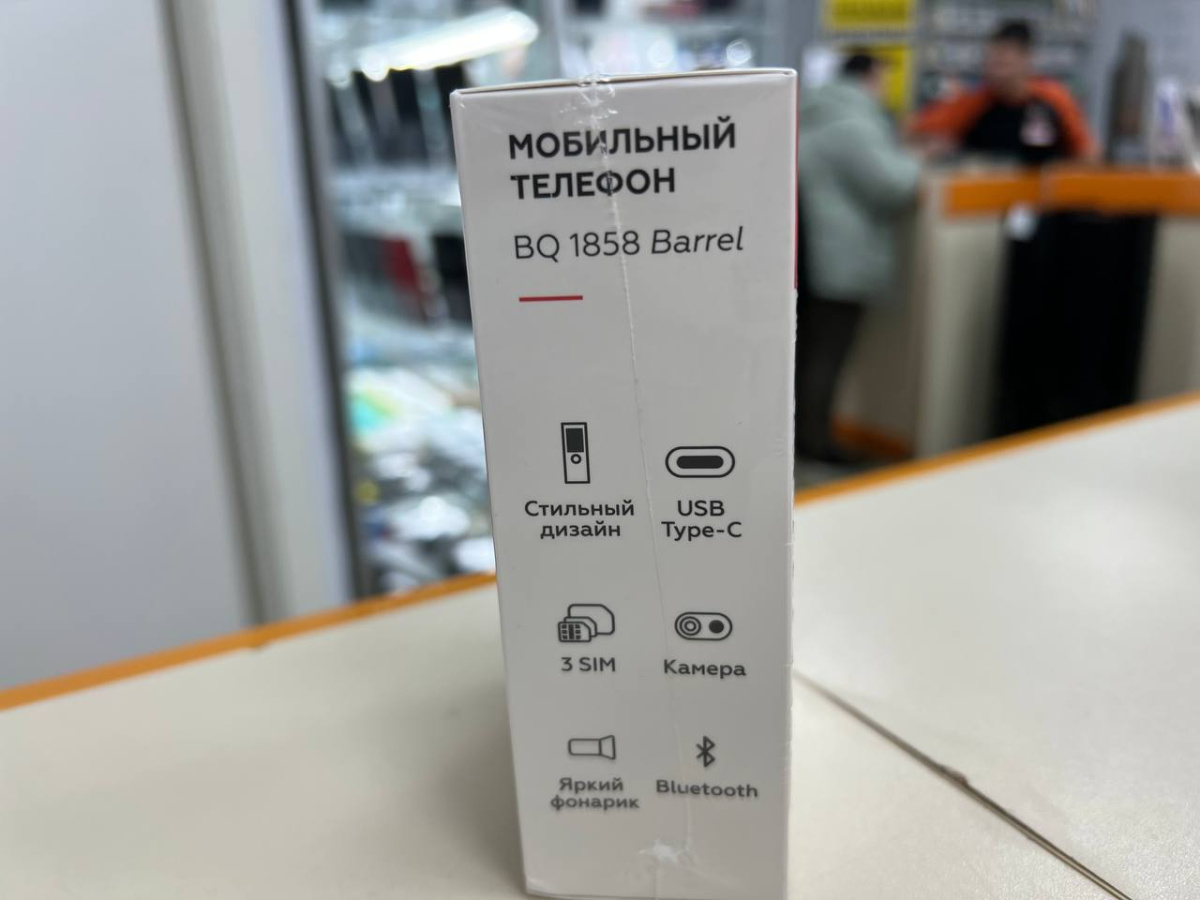 МОБИЛЬНЫЙ
ТЕЛЕФОН
BQ 1858 Barrel
Стильный
дизайн
USB
Type-C
3 SIM
Камера
Яркий
фонарик
Bluetooth